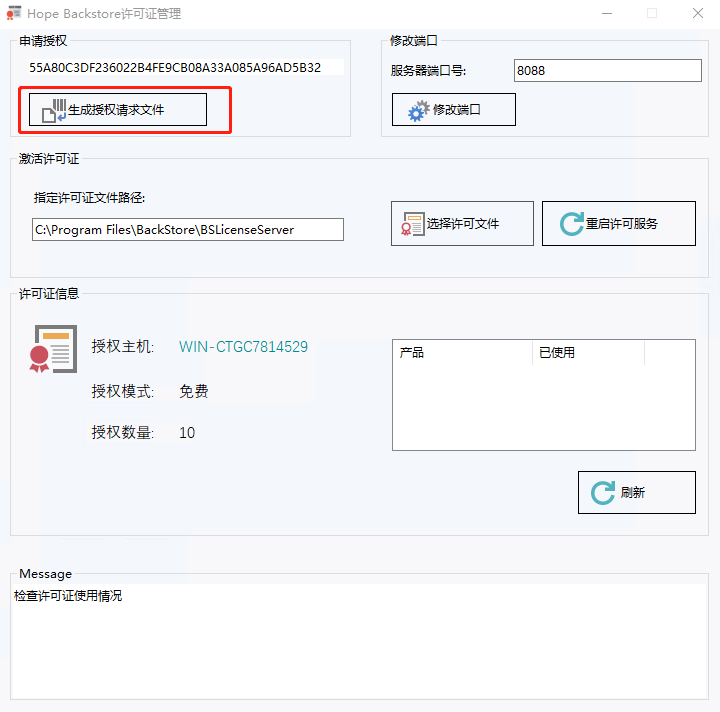 Hope Backstore许可证管理
申请授权
55A80C3DF236022B4FE9CB08A33A085A96AD5B32
生成授权请求文件
修改端口
服务器端口号:
8088
修改端口
激活许可证
指定许可证文件路径:
C:\Program Files\BackStore\BSLicenseServer
选择许可文件
重启许可服务
许可证信息
授权主机:
WIN-CTGC7814529
授权模式:
免费
授权数量:
10
产品
已使用
刷新
Message
检查许可证使用情况